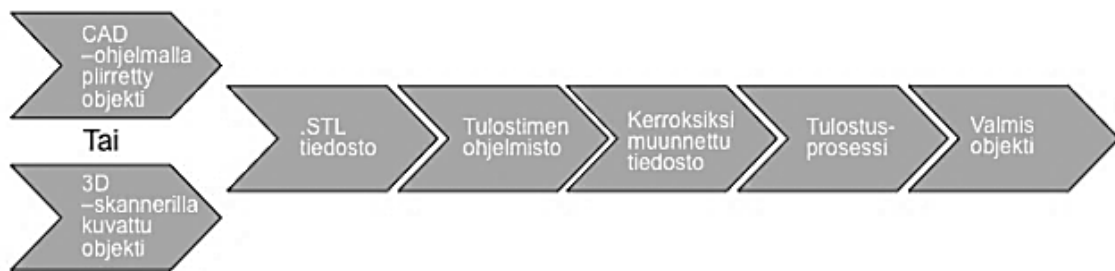 CAD
–ohjelmalla
piirretty
objekti
Tai
3D
–skannerilla
kuvattu
objekti
.STL
tiedosto
Tulostimen
ohjelmisto
Kerroksiksi
muunnettu
tiedosto
Tulostus-
prosessi
Valmis
objekti